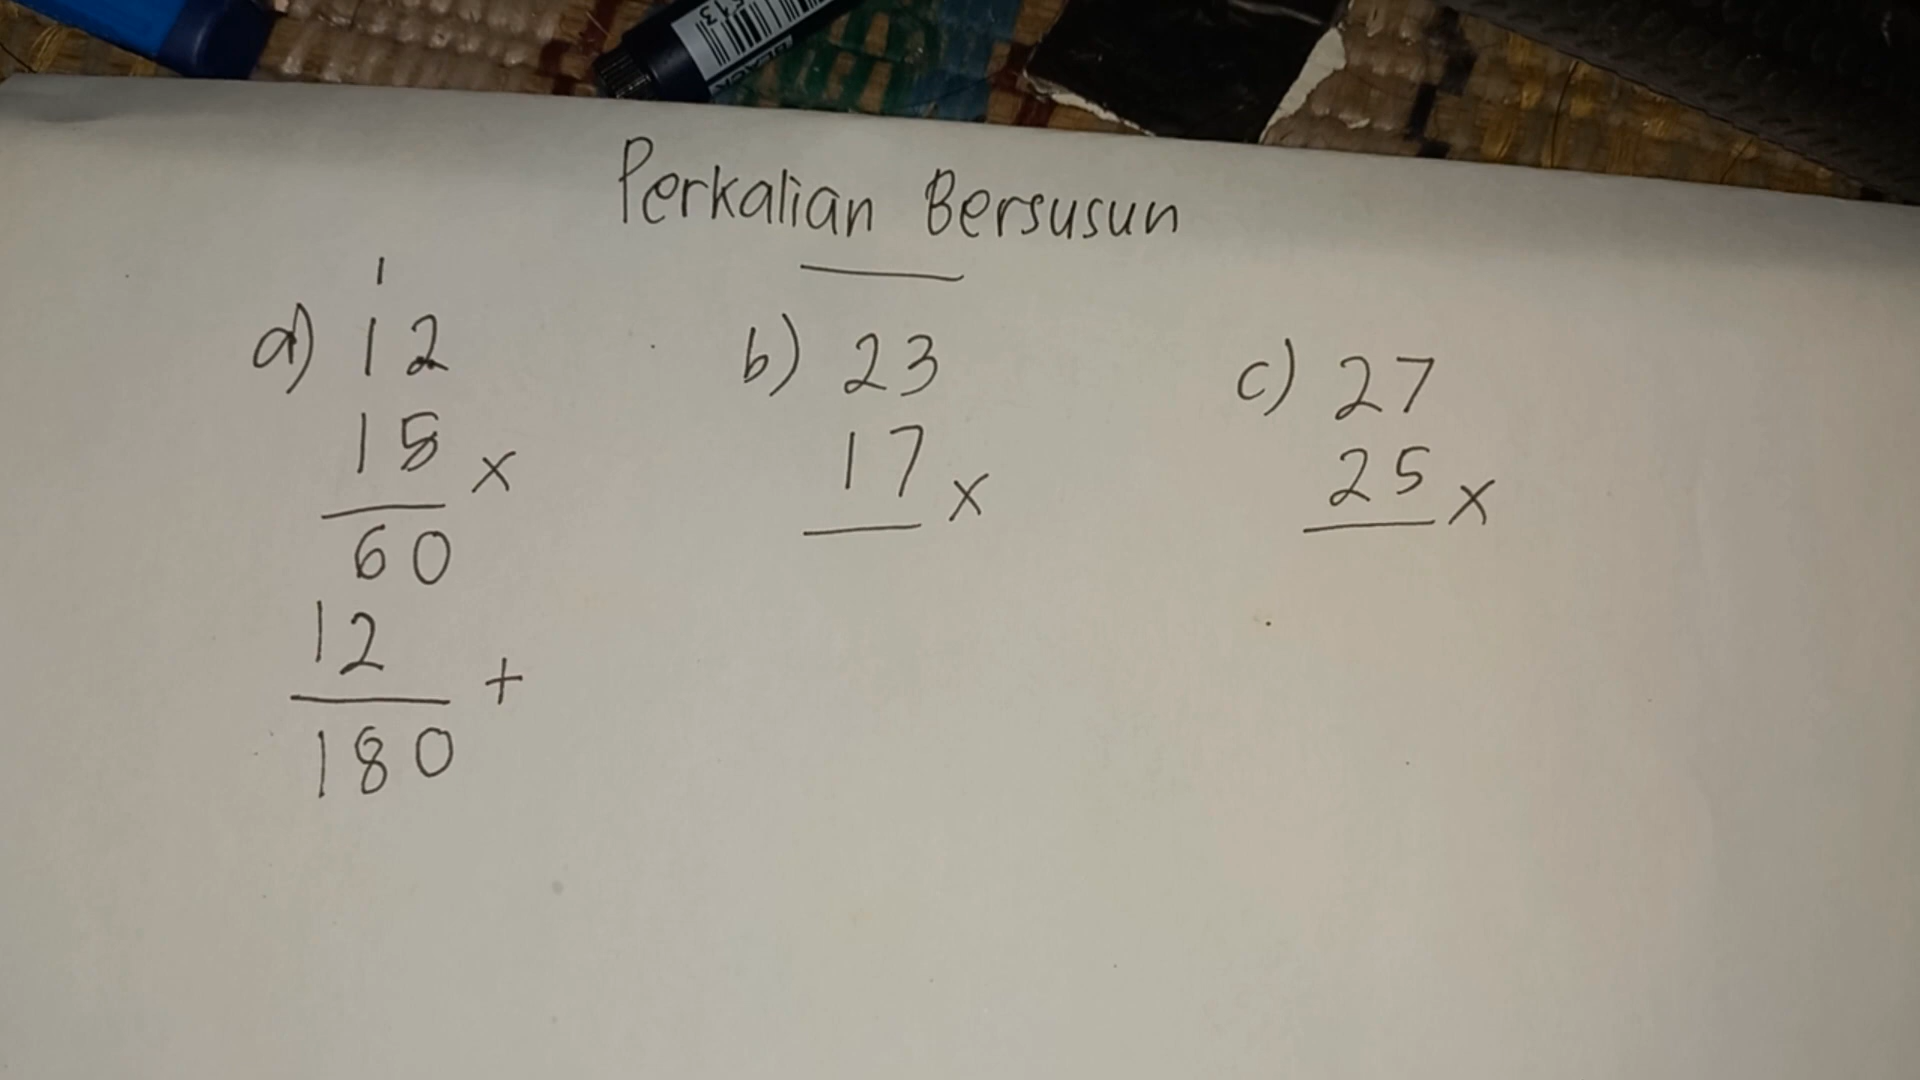 Perkalian Bersusun
1
a) 12
15 x
60
12 +
180
b) 23
17 x
c) 27
25 x